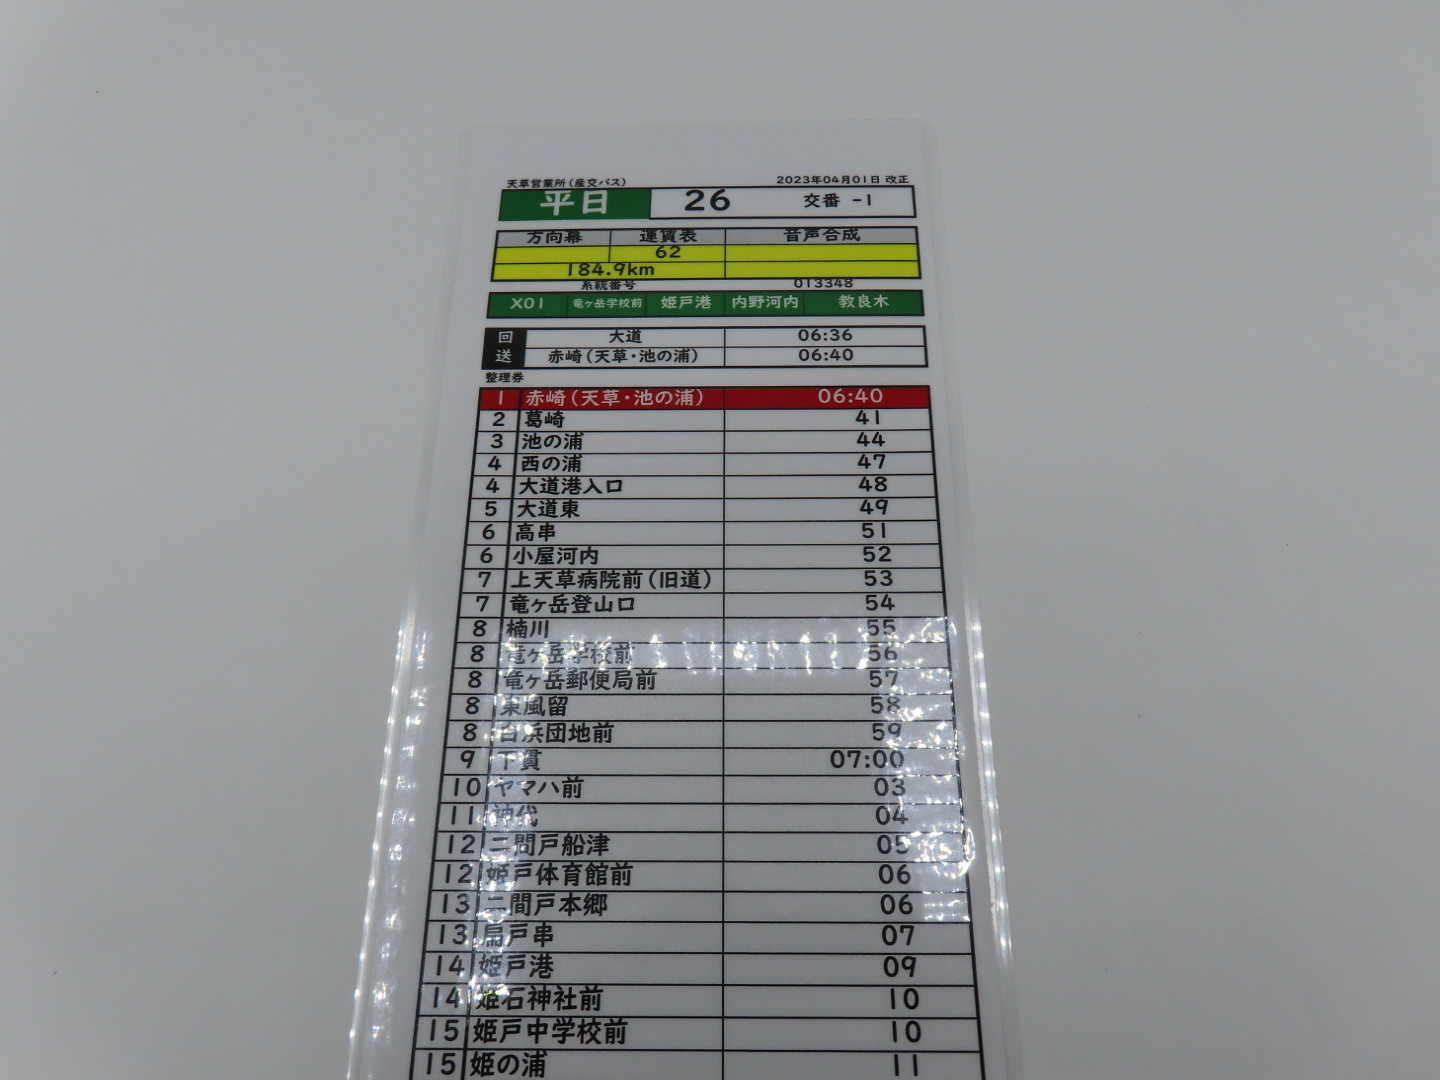 天草営業所(産交バス) 2023年04月01日 改正
平日 26 交番 -1
方向幕 運賃表 音声合成
62
184.9km
系統番号 013348
X01 竜ヶ岳学校前 姫戸港 内野河内 教良木
回送 大道 06:36
赤崎(天草・池の浦) 06:40
整理券
1 赤崎(天草・池の浦) 06:40
2 葛崎 41
3 池の浦 44
4 西の浦 47
4 大道港入口 48
5 大道東 49
6 高串 51
6 小屋河内 52
7 上天草病院前(旧道) 53
7 竜ヶ岳登山口 54
8 楠川 55
8 竜ヶ岳学校前 56
8 竜ヶ岳郵便局前 57
8 東風留 58
8 白浜団地前 59
9 下貫 07:00
10 ヤマハ前 03
11 神代 04
12 二間戸船津 05
12 姫戸体育館前 06
13 二間戸本郷 06
13 扁戸串 07
14 姫戸港 09
14 姫石神社前 10
15 姫戸中学校前 10
15 姫の浦 11